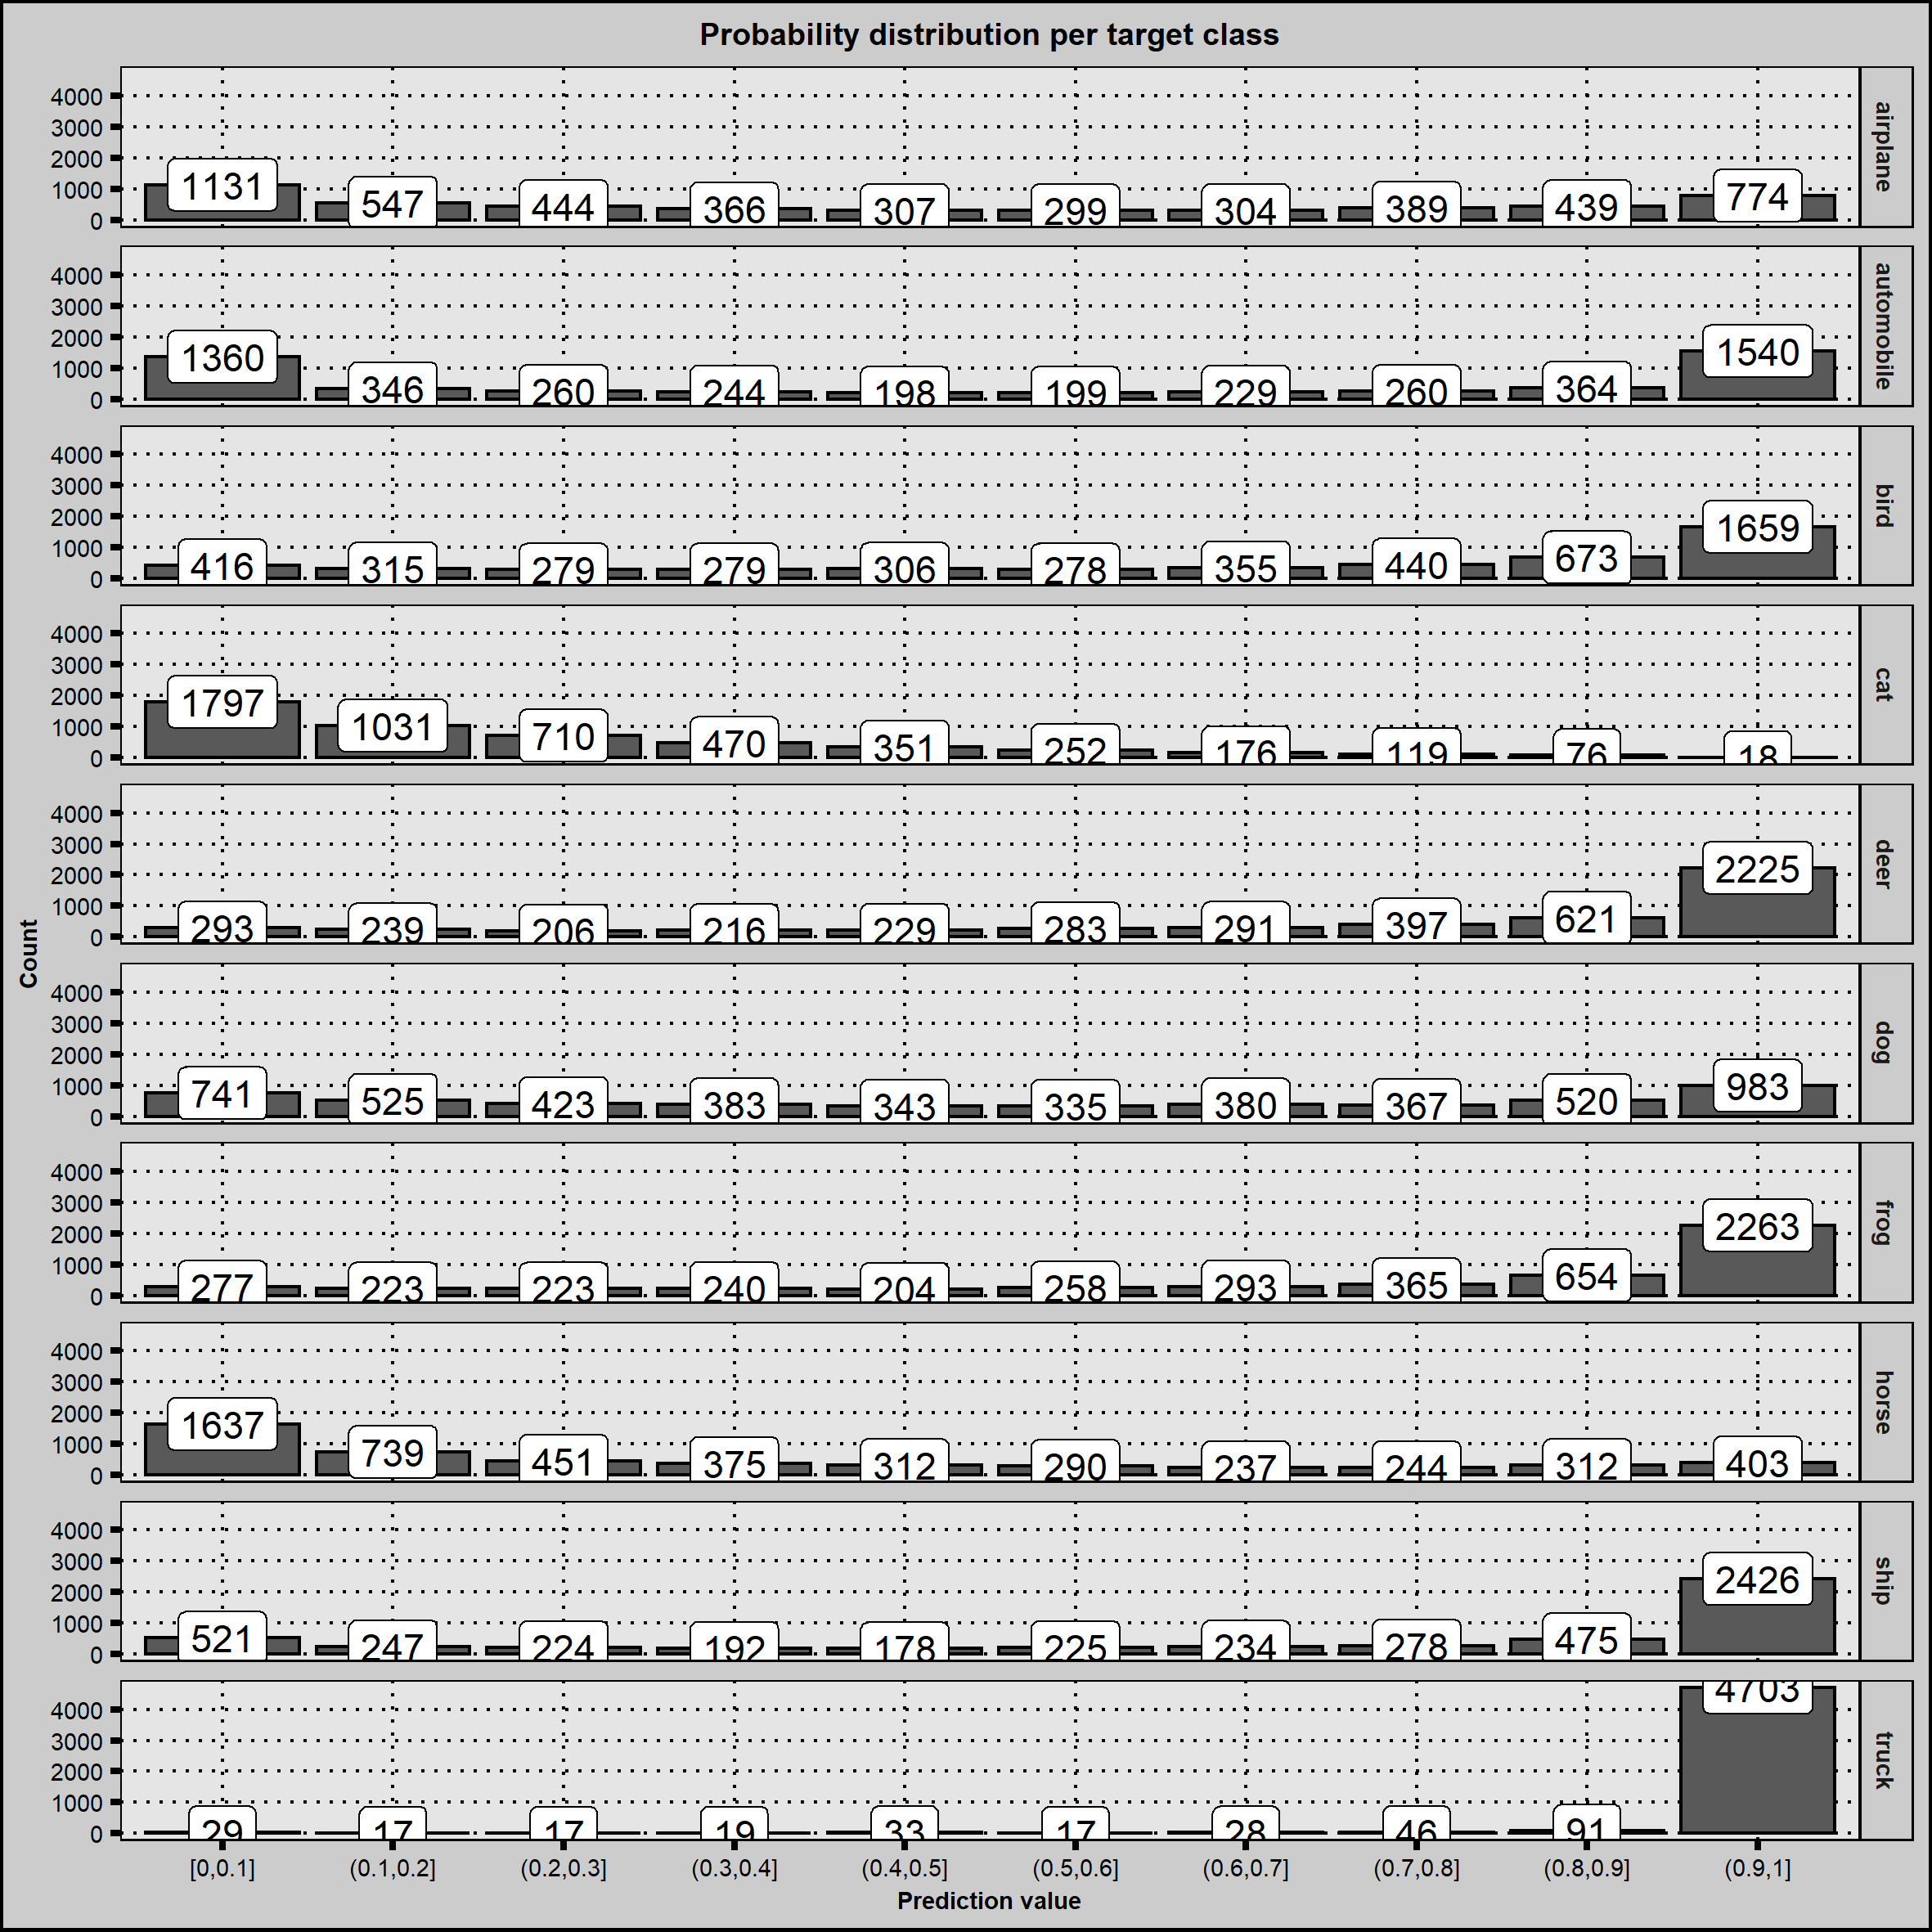 Probability distribution per target class
4000
3000
2000
1000
0
1131 547 444 366 307 299 304 389 439 774
airplane
4000
3000
2000
1000
0
1360 346 260 244 198 199 229 260 364 1540
automobile
4000
3000
2000
1000
0
416 315 279 279 306 278 355 440 673 1659
bird
4000
3000
2000
1000
0
1797 1031 710 470 351 252 176 119 76 18
cat
4000
3000
2000
1000
0
293 239 206 216 229 283 291 397 621 2225
deer
4000
3000
2000
1000
0
741 525 423 383 343 335 380 367 520 983
dog
4000
3000
2000
1000
0
277 223 223 240 204 258 293 365 654 2263
frog
4000
3000
2000
1000
0
1637 739 451 375 312 290 237 244 312 403
horse
4000
3000
2000
1000
0
521 247 224 192 178 225 234 278 475 2426
ship
4000
3000
2000
1000
0
29 17 17 19 33 17 28 46 91 4703
truck
[0,0.1] (0.1,0.2] (0.2,0.3] (0.3,0.4] (0.4,0.5] (0.5,0.6] (0.6,0.7] (0.7,0.8] (0.8,0.9] (0.9,1]
Prediction value
Count